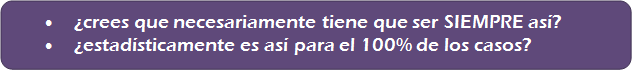 • ¿crees que necesariamente tiene que ser SIEMPRE así?
• ¿estadísticamente es así para el 100% de los casos?